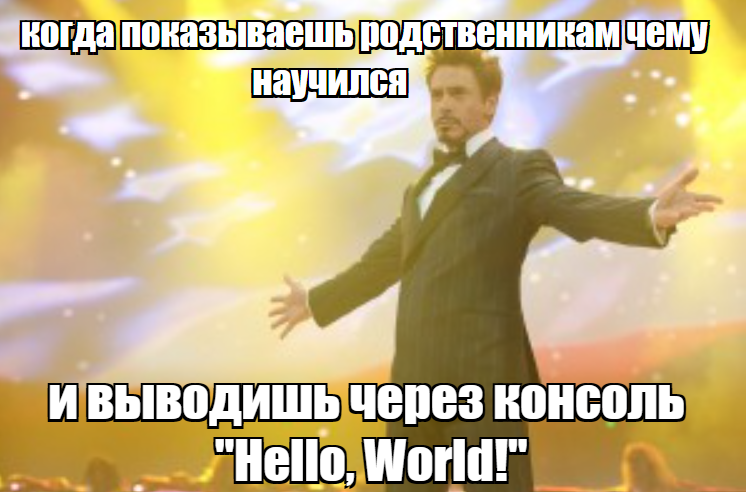 когда показываешь родственникам чему
научился
и выводишь через консоль
"Hello, World!"